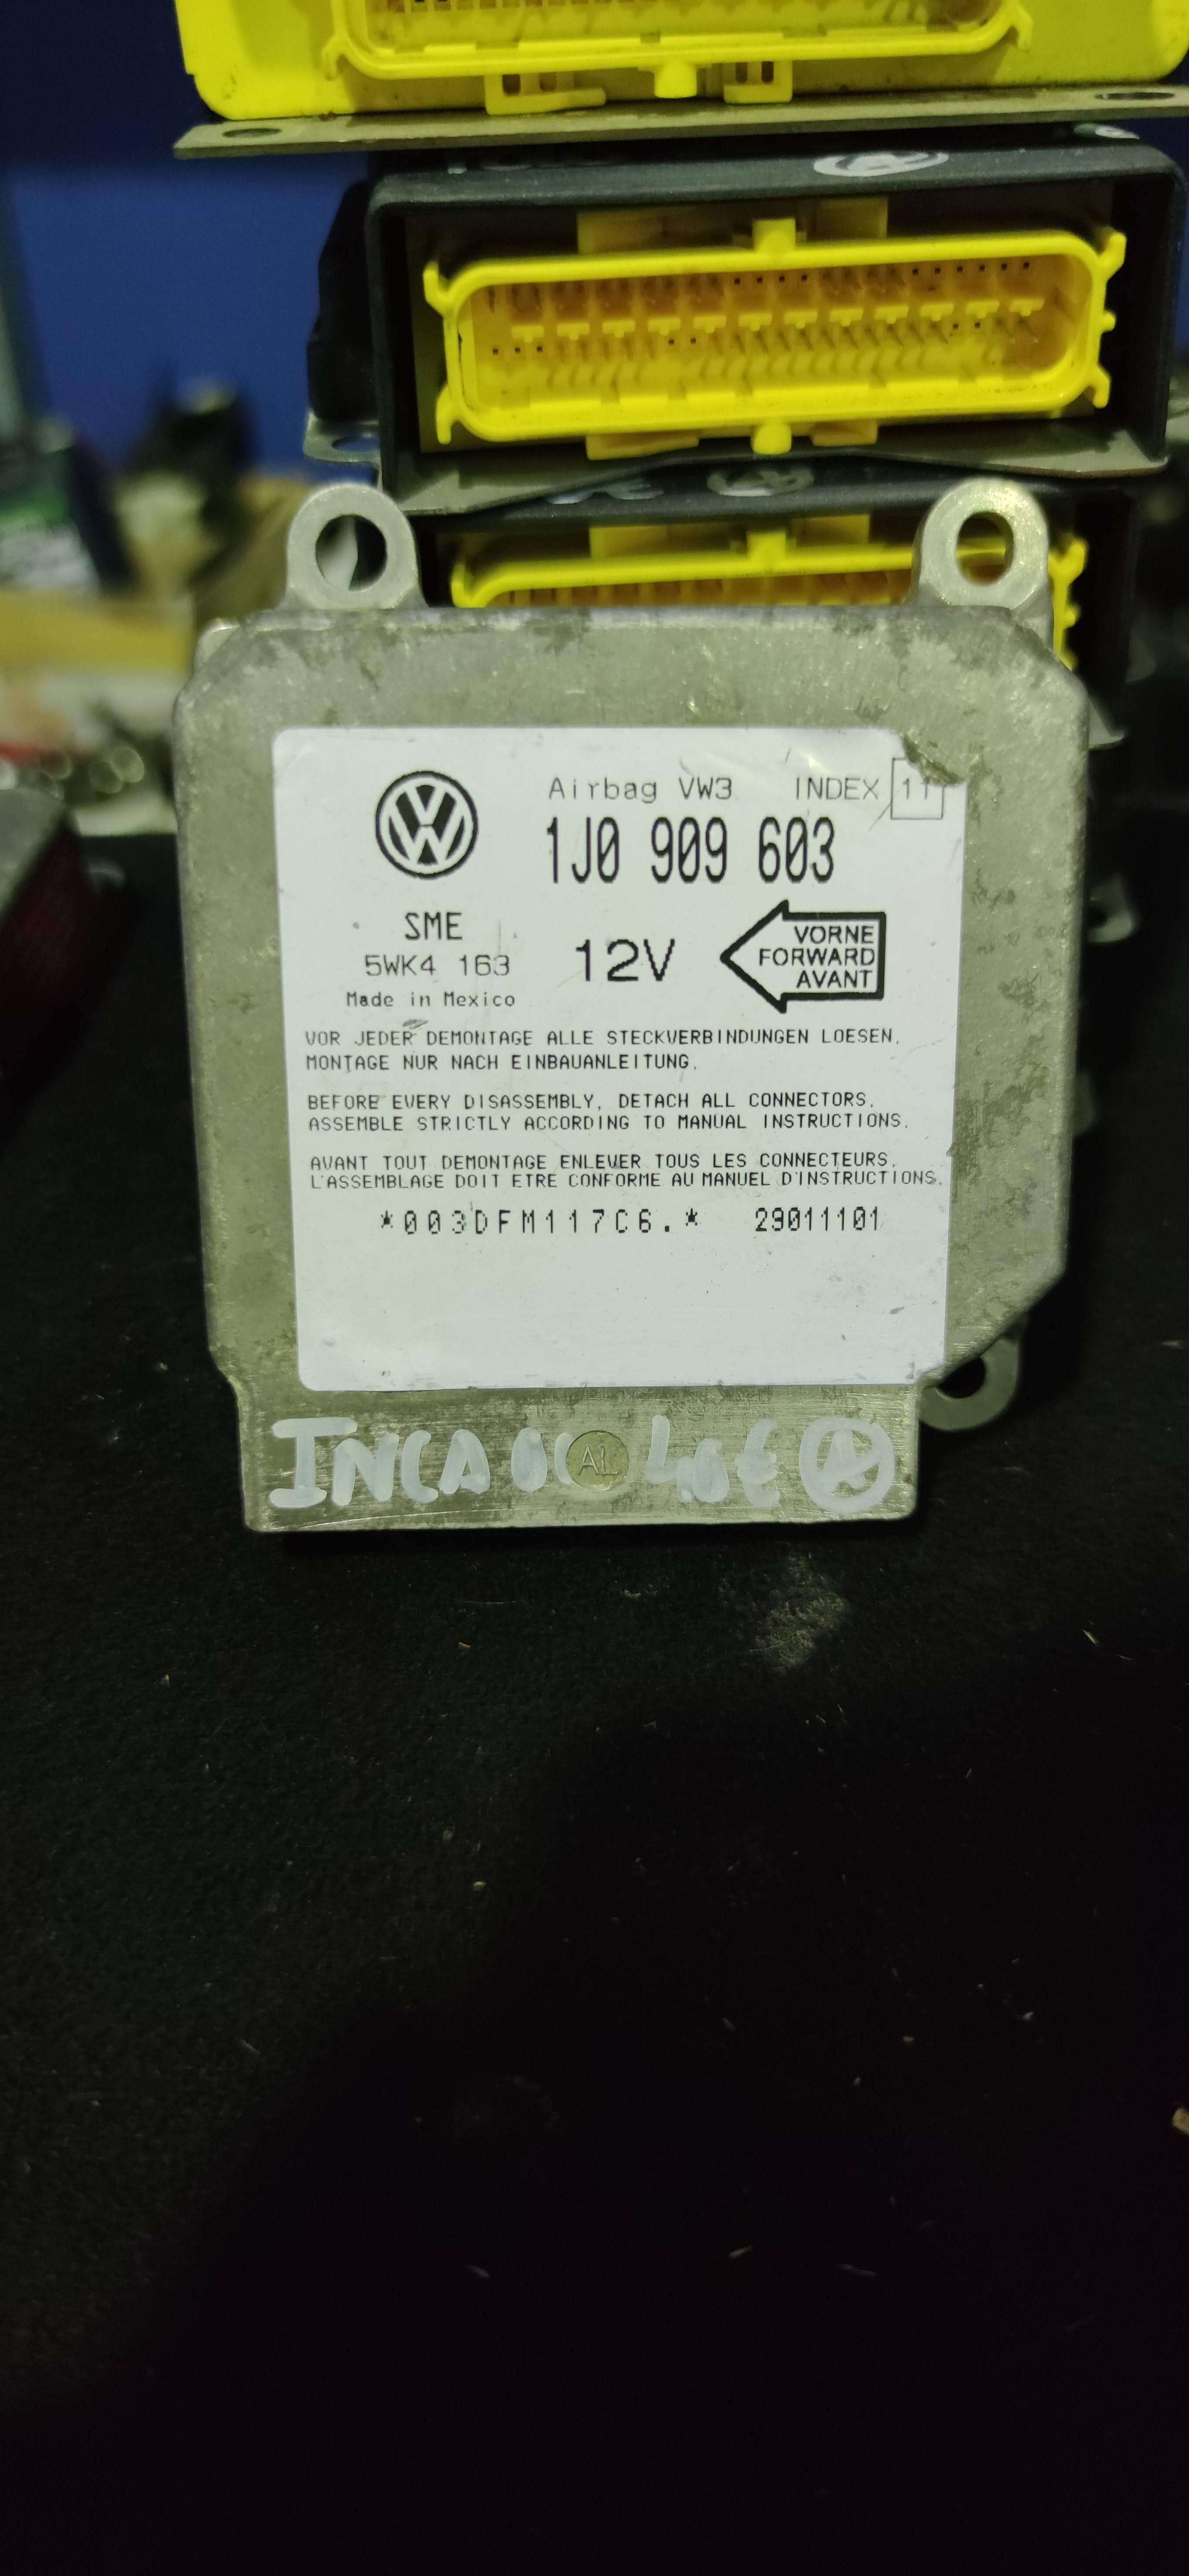 Airbag VW3 INDEX 11
1J0 909 603
SME
5WK4 163
12V
VORNE
FORWARD
AVANT
Made in Mexico
VOR JEDER DEMONTAGE ALLE STECKVERBINDUNGEN LOESEN.
MONTAGE NUR NACH EINBAUANLEITUNG.
BEFORE EVERY DISASSEMBLY, DETACH ALL CONNECTORS.
ASSEMBLE STRICTLY ACCORDING TO MANUAL INSTRUCTIONS.
AVANT TOUT DEMONTAGE ENLEVER TOUS LES CONNECTEURS.
L'ASSEMBLAGE DOIT ETRE CONFORME AU MANUEL D'INSTRUCTIONS.
*003DFM117C6.* 29011101
AL